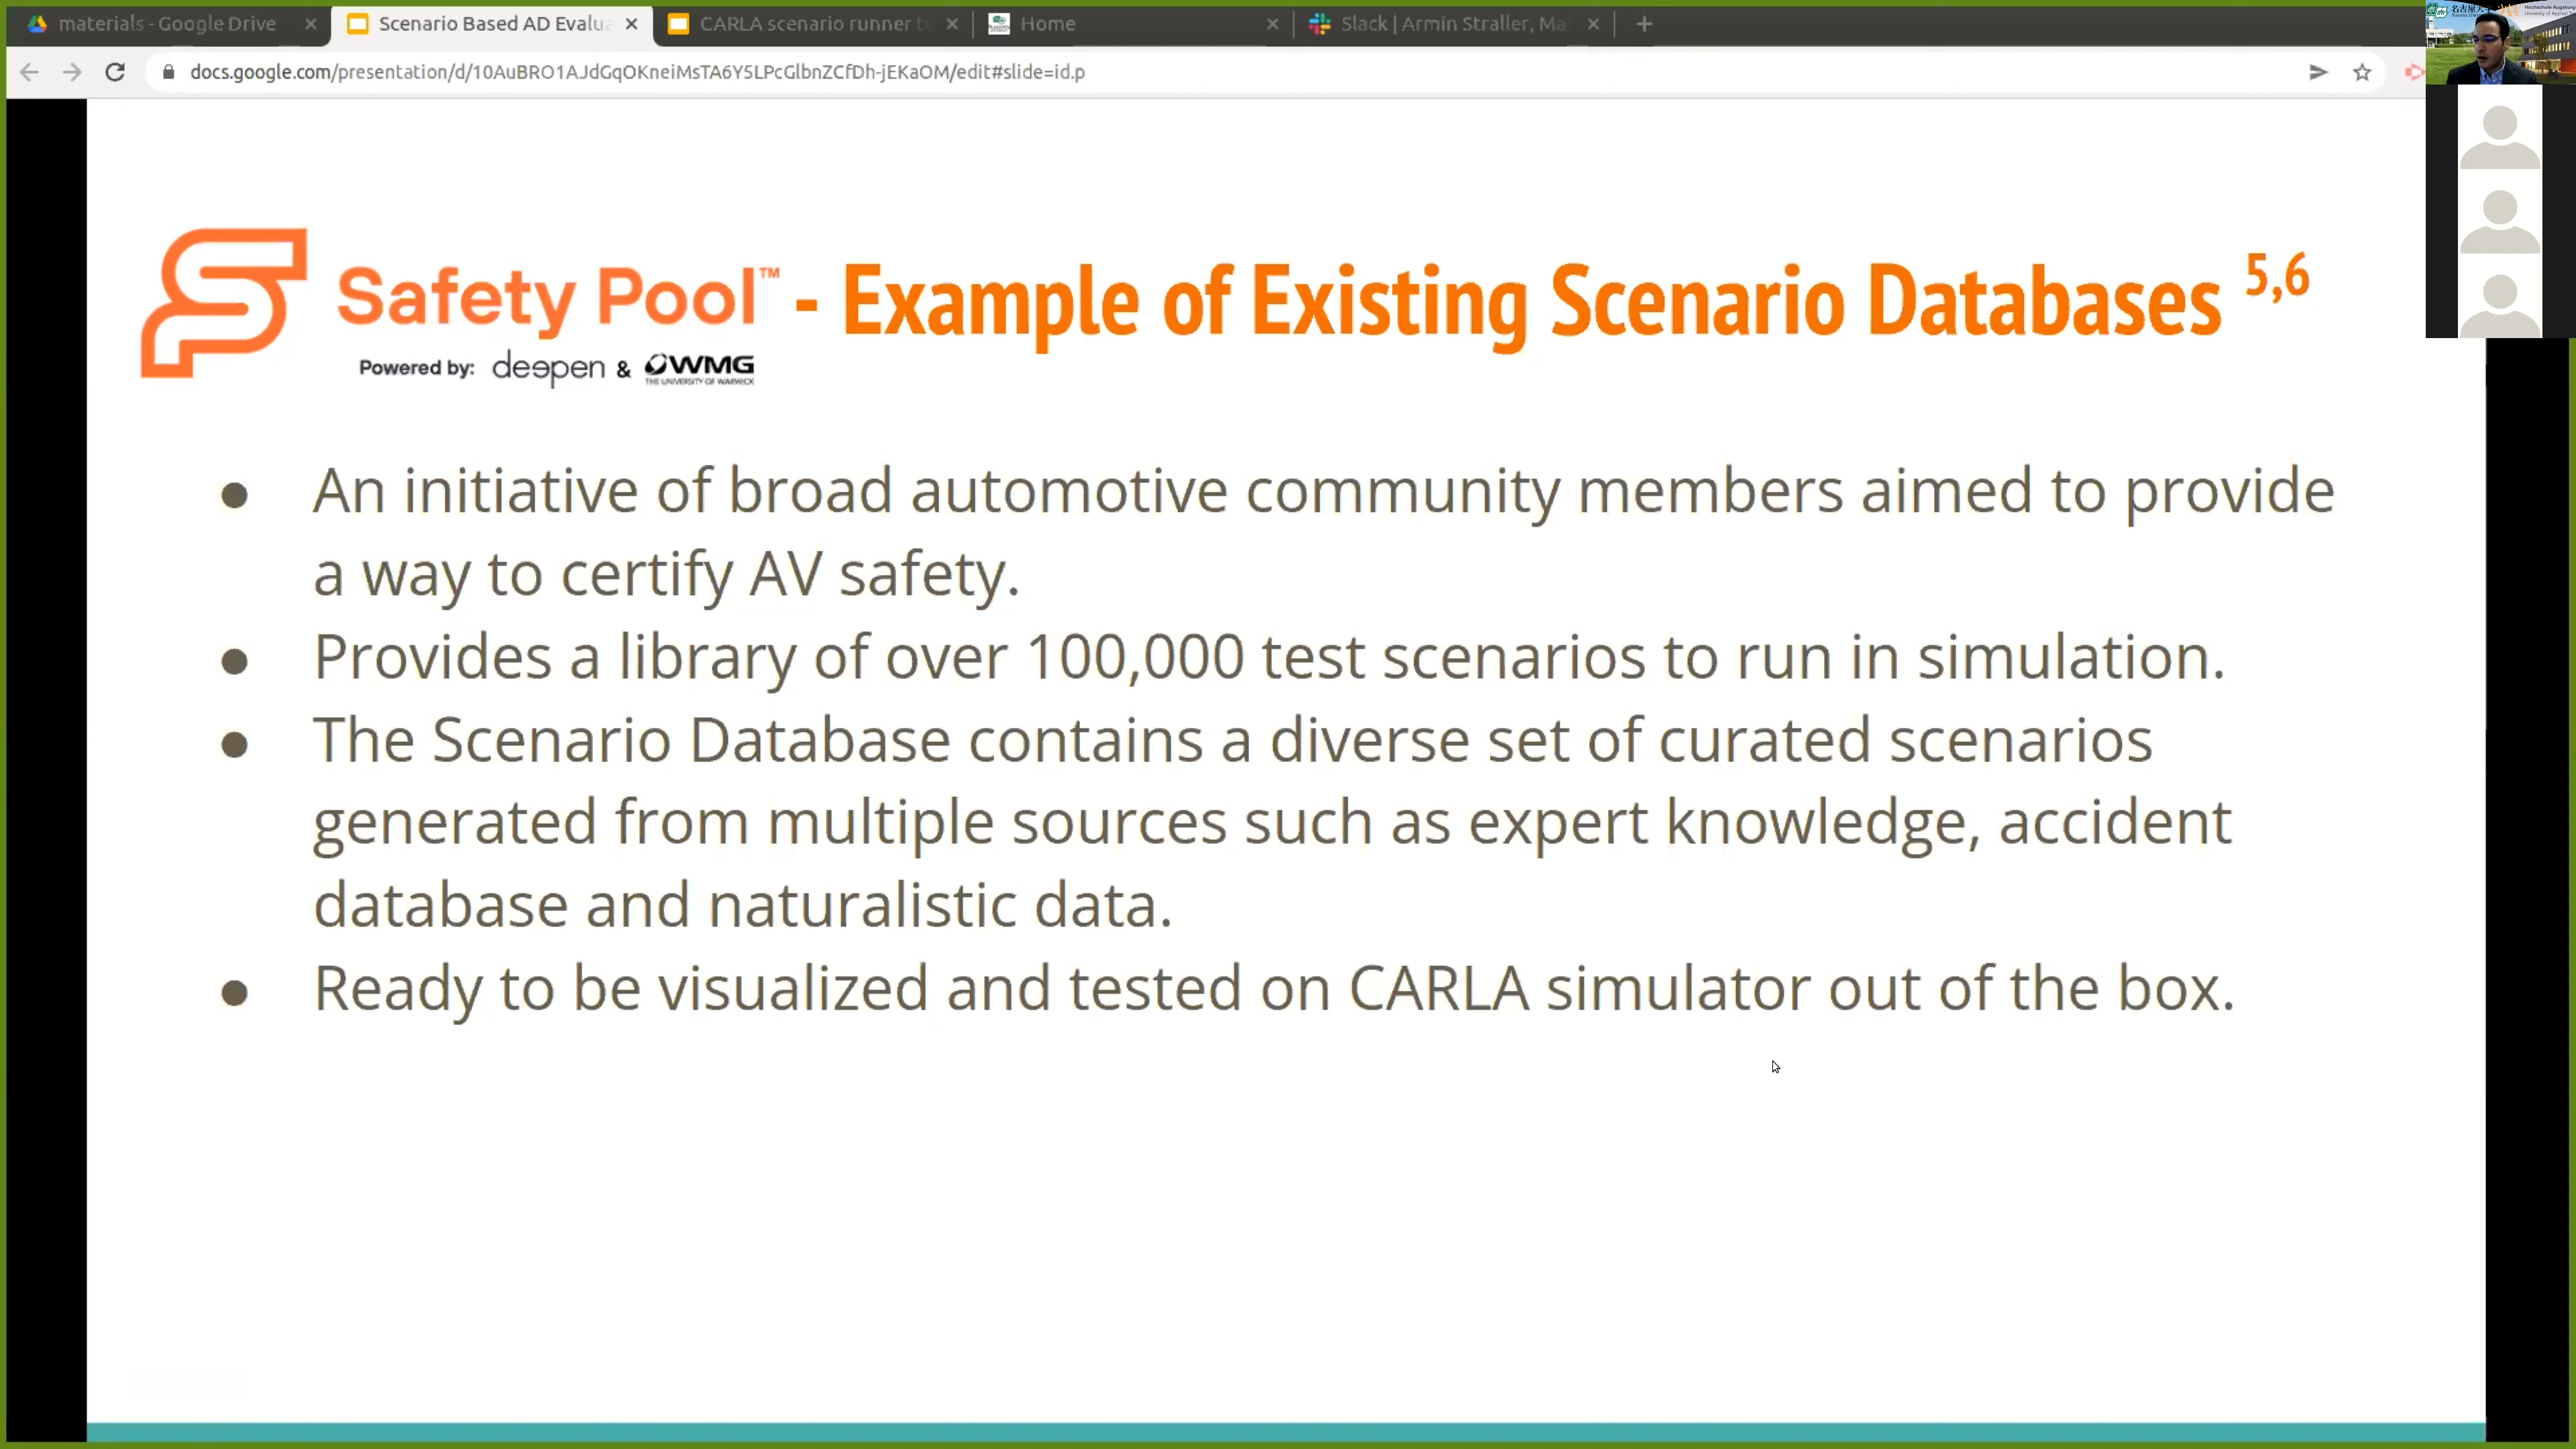 materials - Google Drive
Scenario Based AD Evalua
CARLA scenario runner tu
Home
Slack | Armin Straller, Ma
docs.google.com/presentation/d/10AuBRO1AJdGqOKneiMsTA6Y5LPcGlbnZCfDh-jEKaOM/edit#slide=id.p
Safety Pool™ - Example of Existing Scenario Databases 5,6
Powered by: deepen & WMG
THE UNIVERSITY OF WARWICK
● An initiative of broad automotive community members aimed to provide
a way to certify AV safety.
● Provides a library of over 100,000 test scenarios to run in simulation.
● The Scenario Database contains a diverse set of curated scenarios
generated from multiple sources such as expert knowledge, accident
database and naturalistic data.
● Ready to be visualized and tested on CARLA simulator out of the box.